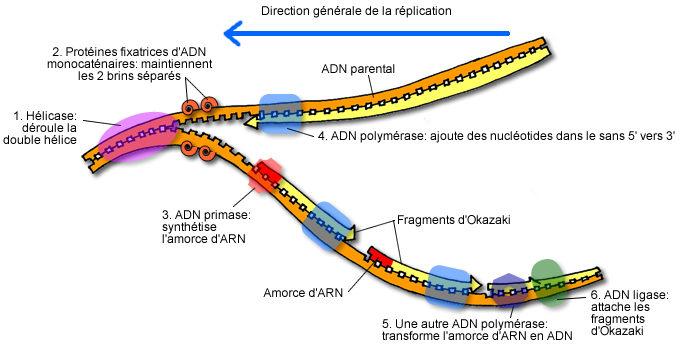 Direction générale de la réplication
2. Protéines fixatrices d'ADN
monocaténaires: maintiennent
les 2 brins séparés
ADN parental
1. Hélicase:
déroule la
double hélice
4. ADN polymérase: ajoute des nucléotides dans le sans 5' vers 3'
3. ADN primase:
synthétise
l'amorce d'ARN
Fragments d'Okazaki
Amorce d'ARN
5. Une autre ADN polymérase:
transforme l'amorce d'ARN en ADN
6. ADN ligase:
attache les
fragments
d'Okazaki